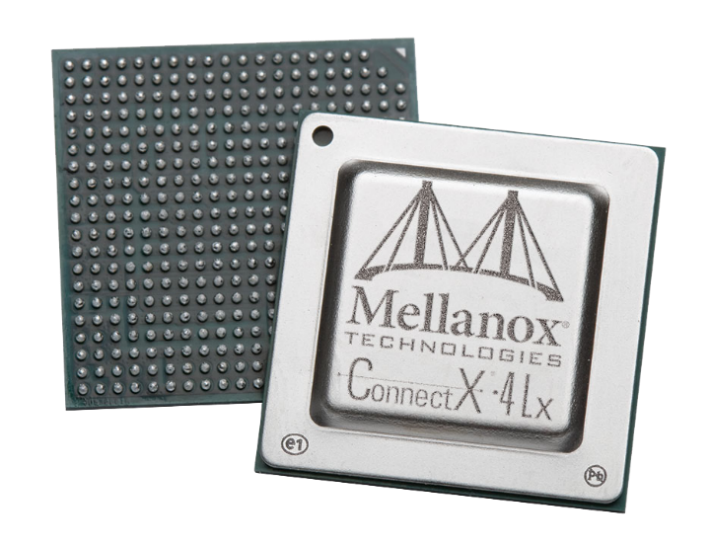 Mellanox®
TECHNOLOGIES
ConnectX®-4Lx
e1
Pb